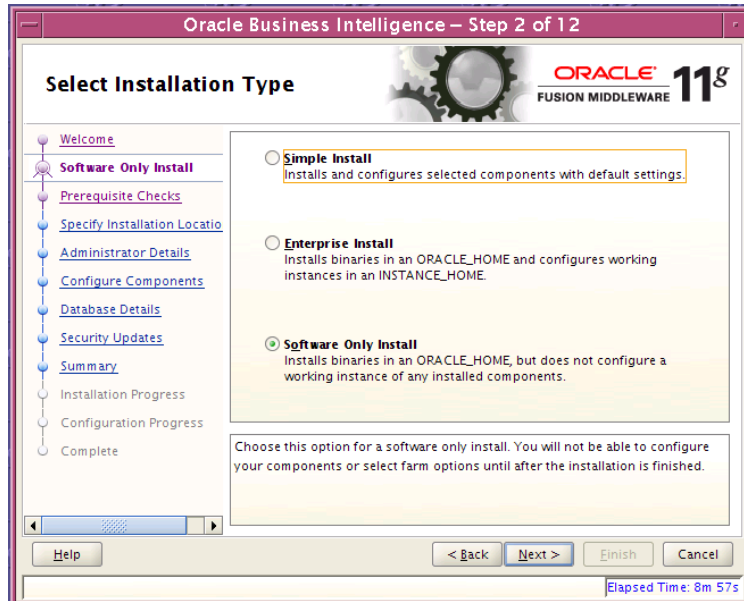 Oracle Business Intelligence – Step 2 of 12
Select Installation Type
ORACLE
FUSION MIDDLEWARE
11g
Welcome
Software Only Install
Prerequisite Checks
Specify Installation Locatio
Administrator Details
Configure Components
Database Details
Security Updates
Summary
Installation Progress
Configuration Progress
Complete
Simple Install
Installs and configures selected components with default settings.
Enterprise Install
Installs binaries in an ORACLE_HOME and configures working
instances in an INSTANCE_HOME.
Software Only Install
Installs binaries in an ORACLE_HOME, but does not configure a
working instance of any installed components.
Choose this option for a software only install. You will not be able to configure
your components or select farm options until after the installation is finished.
Help
< Back
Next >
Finish
Cancel
Elapsed Time: 8m 57s